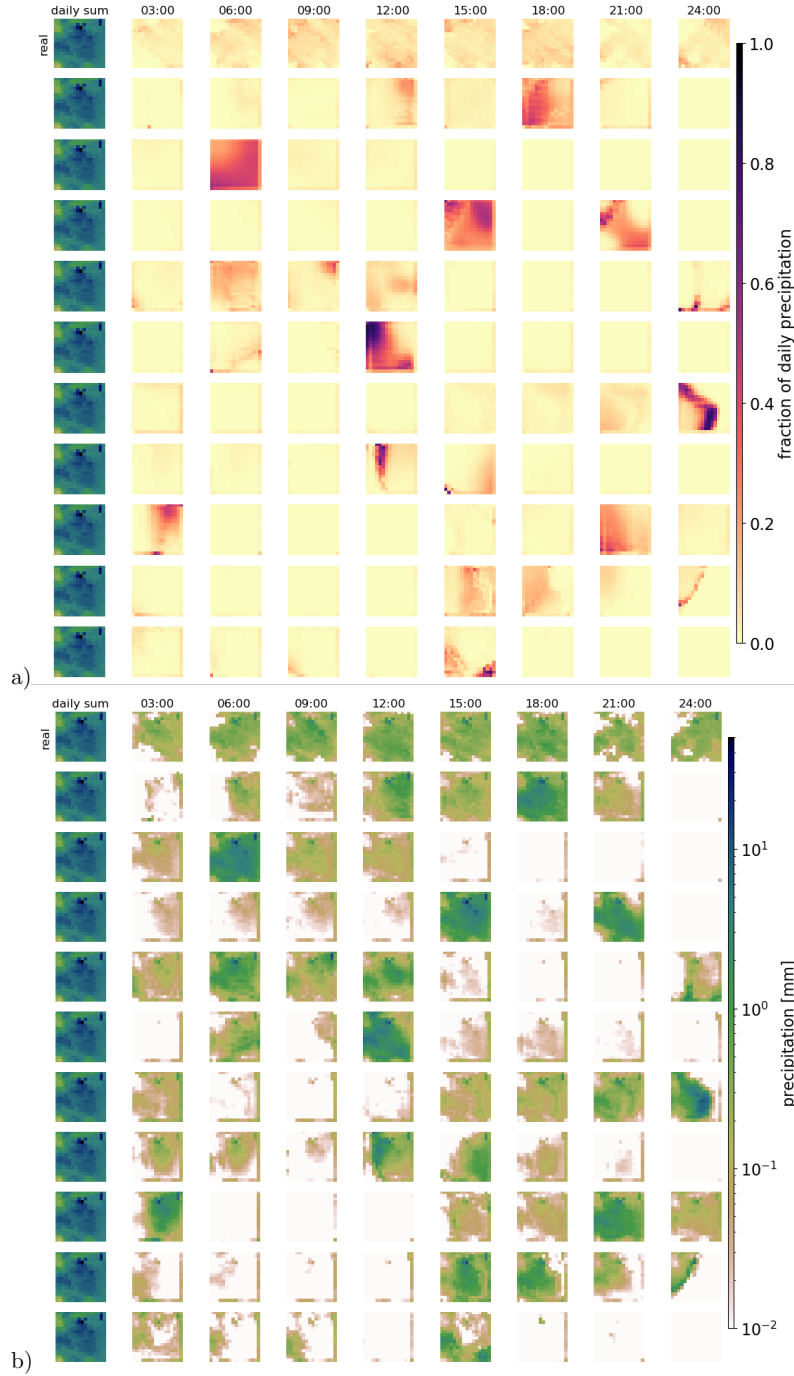 daily sum 03:00 06:00 09:00 12:00 15:00 18:00 21:00 24:00
real
1.0
0.8
0.6
0.4
0.2
0.0
fraction of daily precipitation
a)
daily sum 03:00 06:00 09:00 12:00 15:00 18:00 21:00 24:00
real
10¹
10⁰
10⁻¹
10⁻²
precipitation [mm]
b)